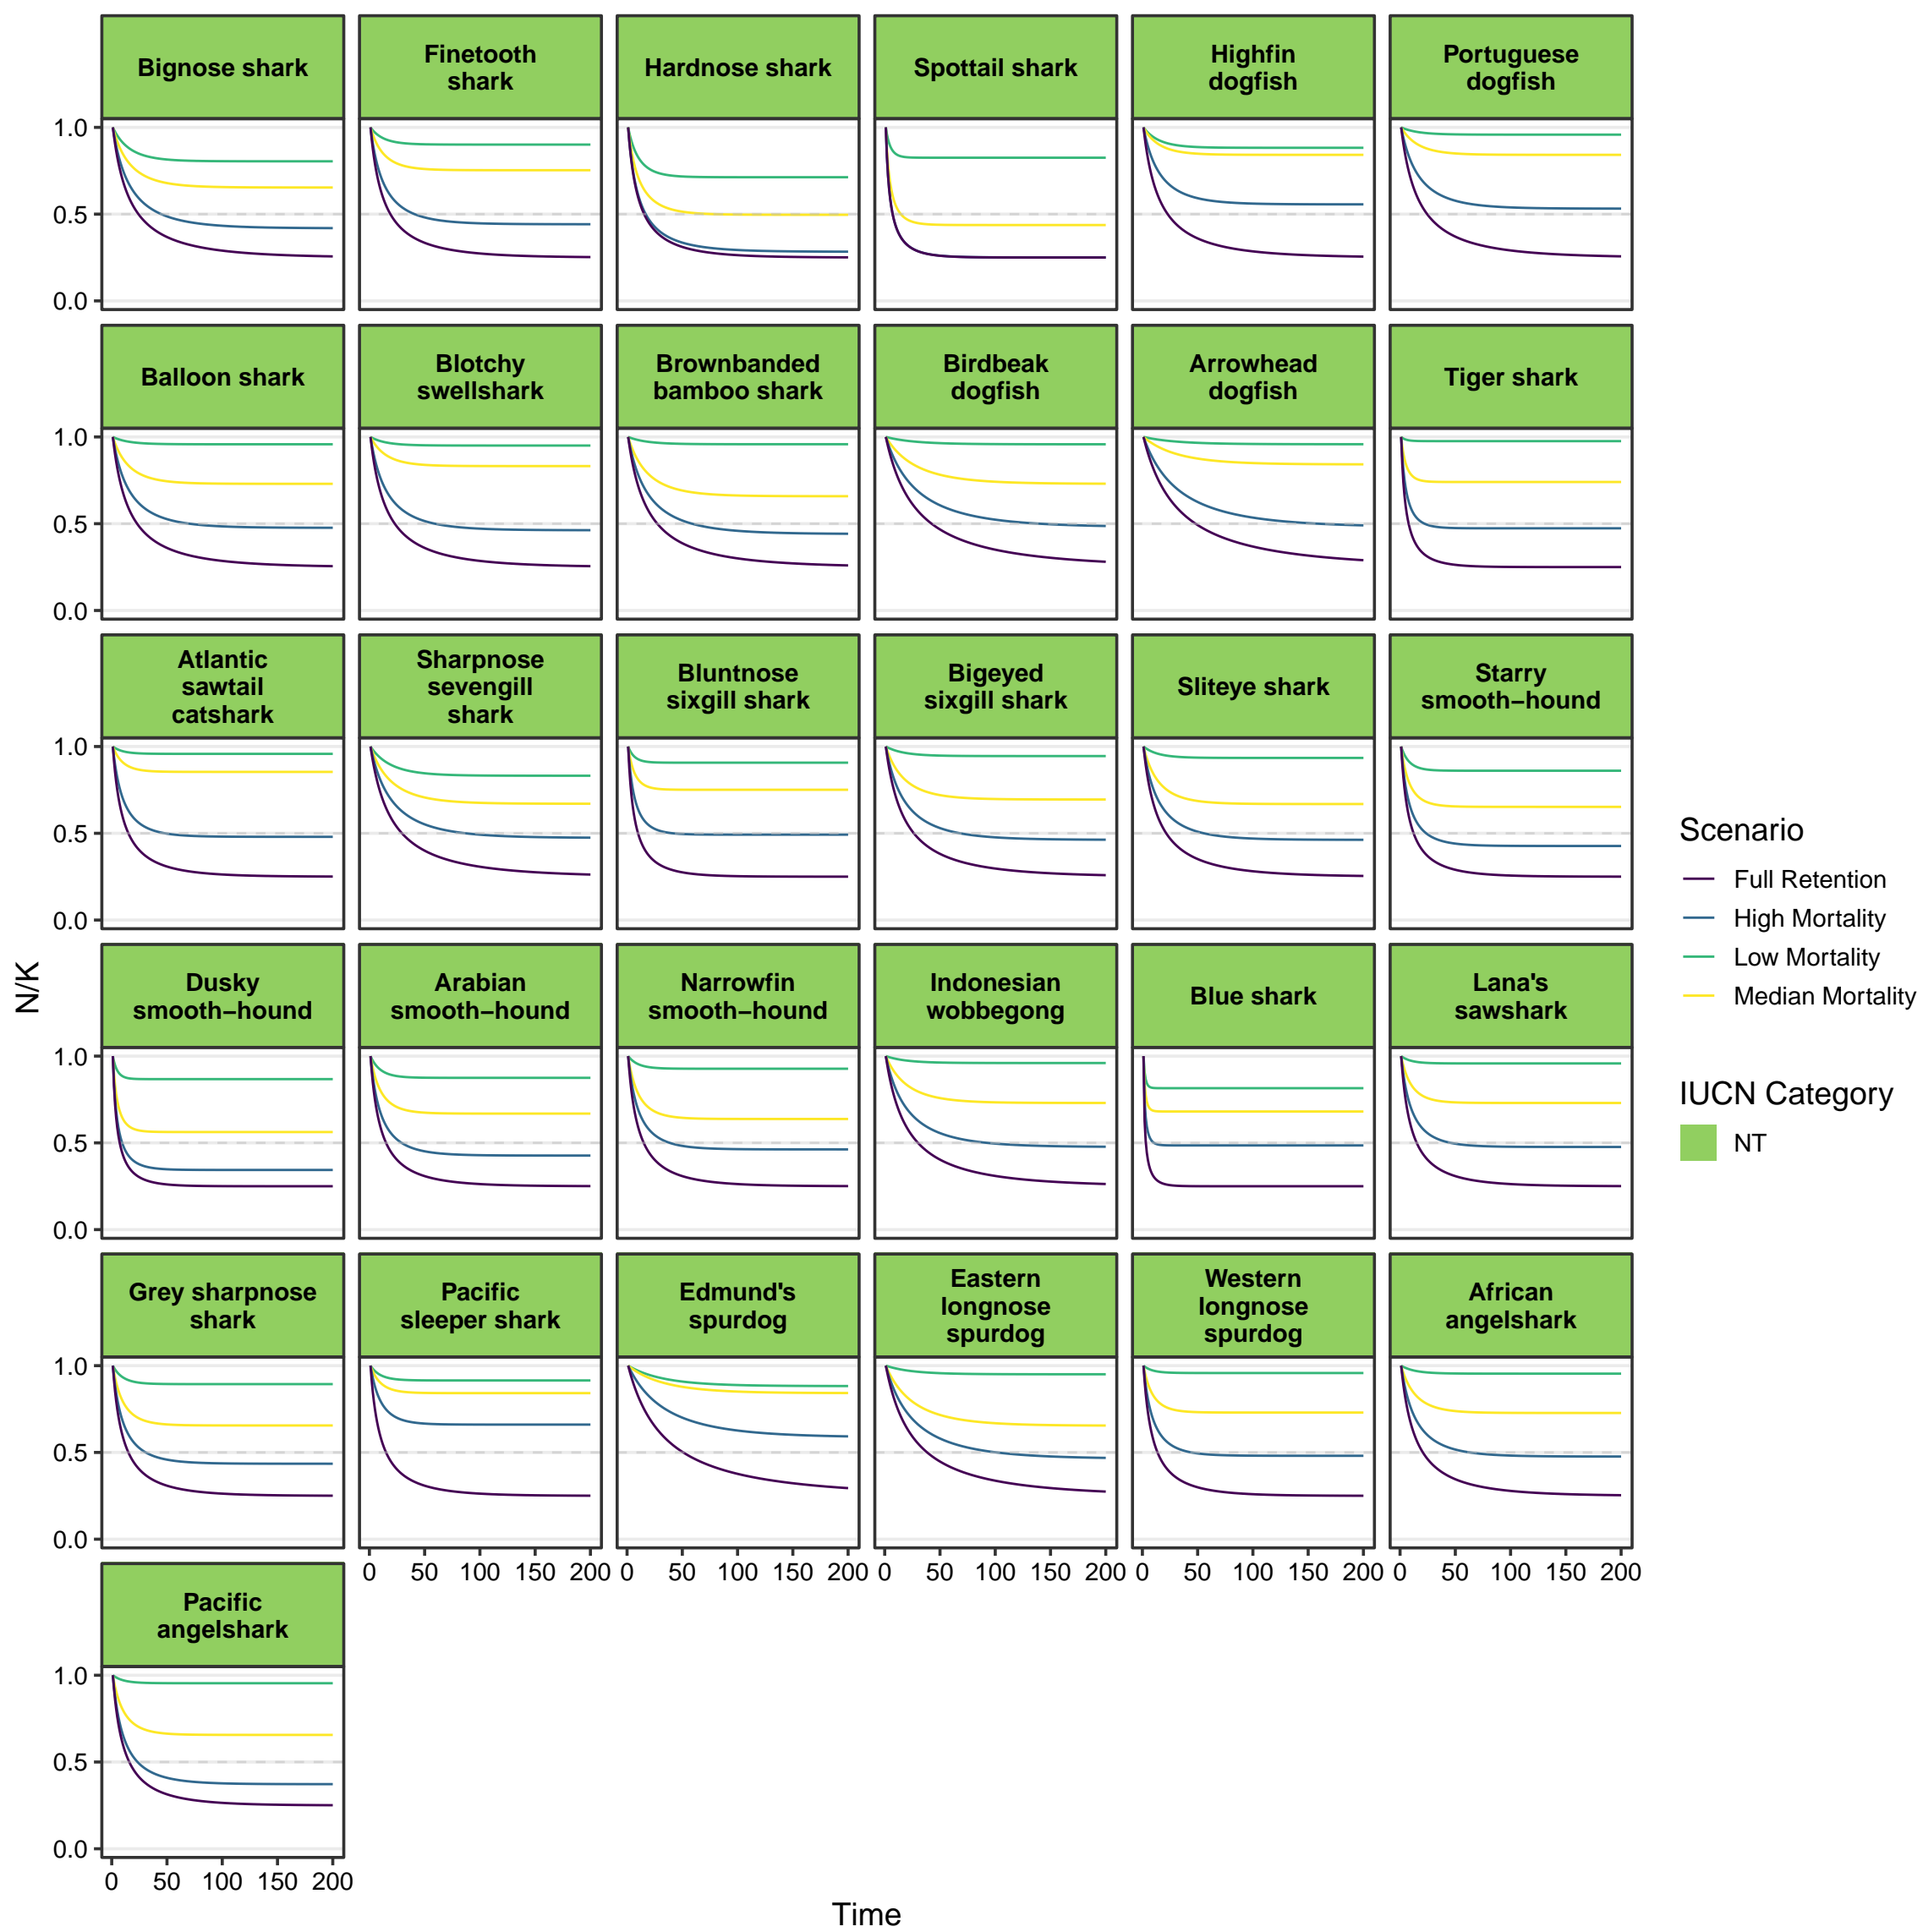 Bignose shark
Finetooth
shark
Hardnose shark
Spottail shark
Highfin
dogfish
Portuguese
dogfish
1.0
0.5
0.0
Balloon shark
Blotchy
swellshark
Brownbanded
bamboo shark
Birdbeak
dogfish
Arrowhead
dogfish
Tiger shark
1.0
0.5
0.0
Atlantic
sawtail
catshark
Sharpnose
sevengill
shark
Bluntnose
sixgill shark
Bigeyed
sixgill shark
Sliteye shark
Starry
smooth−hound
1.0
0.5
0.0
Dusky
smooth−hound
Arabian
smooth−hound
Narrowfin
smooth−hound
Indonesian
wobbegong
Blue shark
Lana's
sawshark
1.0
0.5
0.0
Grey sharpnose
shark
Pacific
sleeper shark
Edmund's
spurdog
Eastern
longnose
spurdog
Western
longnose
spurdog
African
angelshark
1.0
0.5
0.0
0 50 100 150 200
0 50 100 150 200
0 50 100 150 200
0 50 100 150 200
0 50 100 150 200
Pacific
angelshark
1.0
0.5
0.0
0 50 100 150 200
Time
N/K
Scenario
Full Retention
High Mortality
Low Mortality
Median Mortality
IUCN Category
NT